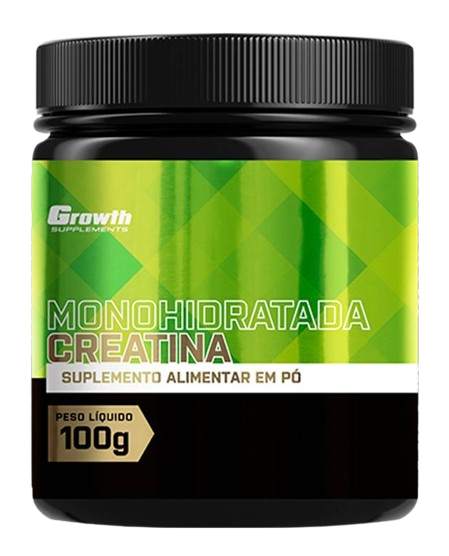 Growth
SUPPLEMENTS
MONOHIDRATADA
CREATINA
SUPLEMENTO ALIMENTAR EM PÓ
PESO LÍQUIDO
100g